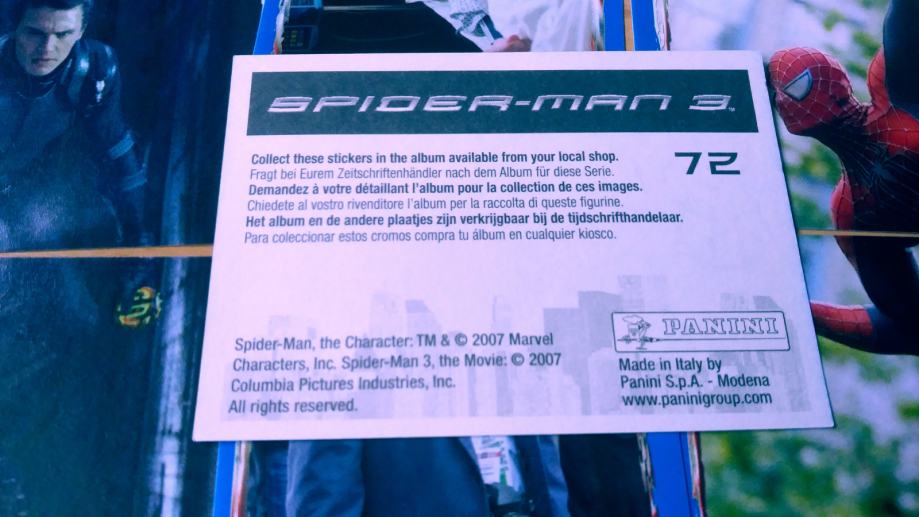 SPIDER-MAN 3™
72
Collect these stickers in the album available from your local shop.
Fragt bei Eurem Zeitschriftenhändler nach dem Album für diese Serie.
Demandez à votre détaillant l'album pour la collection de ces images.
Chiedete al vostro rivenditore l'album per la raccolta di queste figurine.
Het album en de andere plaatjes zijn verkrijgbaar bij de tijdschrifthandelaar.
Para coleccionar estos cromos compra tu álbum en cualquier kiosco.
Spider-Man, the Character: TM & © 2007 Marvel
Characters, Inc. Spider-Man 3, the Movie: © 2007
Columbia Pictures Industries, Inc.
All rights reserved.
PANINI
Made in Italy by
Panini S.p.A. - Modena
www.paninigroup.com